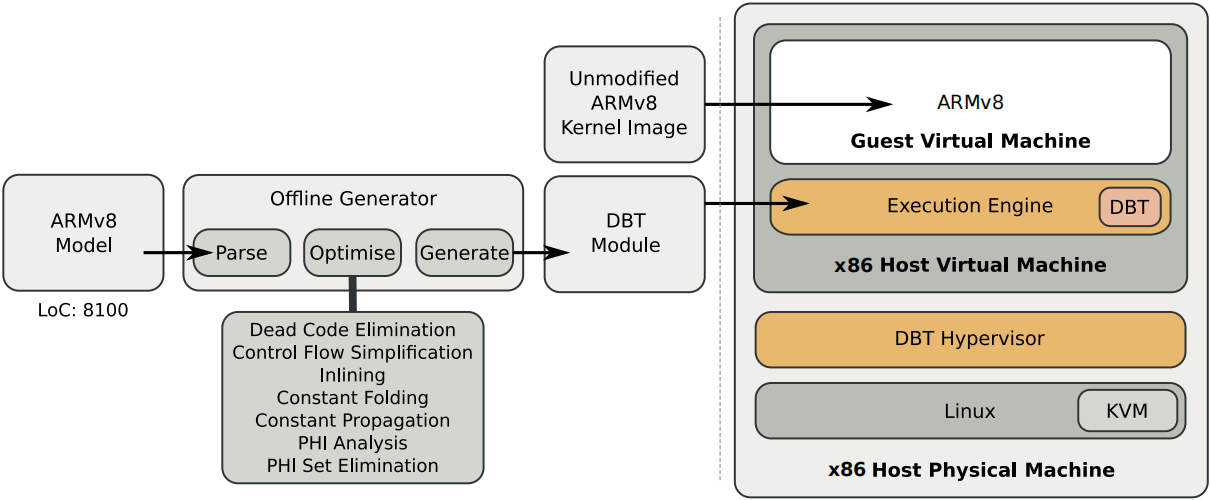 ARMv8
Model
LoC: 8100
Offline Generator
Parse
Optimise
Generate
Dead Code Elimination
Control Flow Simplification
Inlining
Constant Folding
Constant Propagation
PHI Analysis
PHI Set Elimination
Unmodified
ARMv8
Kernel Image
DBT
Module
ARMv8
Guest Virtual Machine
Execution Engine
DBT
x86 Host Virtual Machine
DBT Hypervisor
Linux
KVM
x86 Host Physical Machine